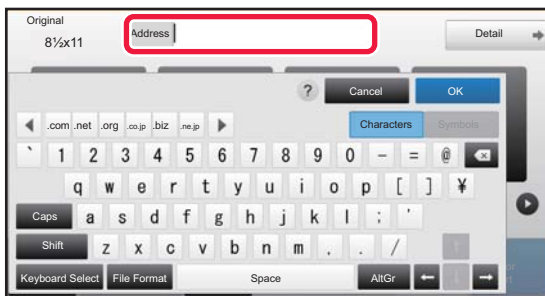 Original
8½x11
Address
Detail
?
Cancel
OK
.com .net .org .co.jp .biz .ne.jp
Characters
Symbols
` 1 2 3 4 5 6 7 8 9 0 - = @
q w e r t y u i o p [ ] ¥
Caps a s d f g h j k l ; '
Shift z x c v b n m , . /
Keyboard Select File Format Space AltGr